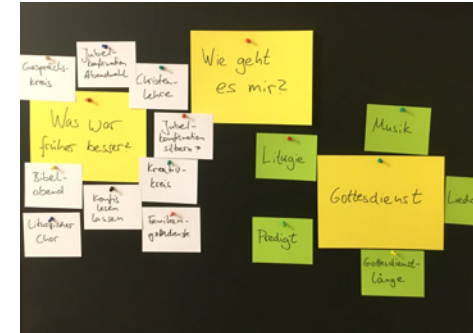 Gesprächs-
kreis
Jubel-
konfirmation
Abendmahl
Christen-
lehre
Wie geht
es mir?
Was war
früher besser?
Jubel-
konfirmation
silbern?
Bibel-
abend
Konfis
lesen
lassen
Kreativ-
kreis
Liturgischer
Chor
Familien-
gottesdienste
Musik
Litugie
Gottesdienst
Predigt
Gottesdienst-
länge